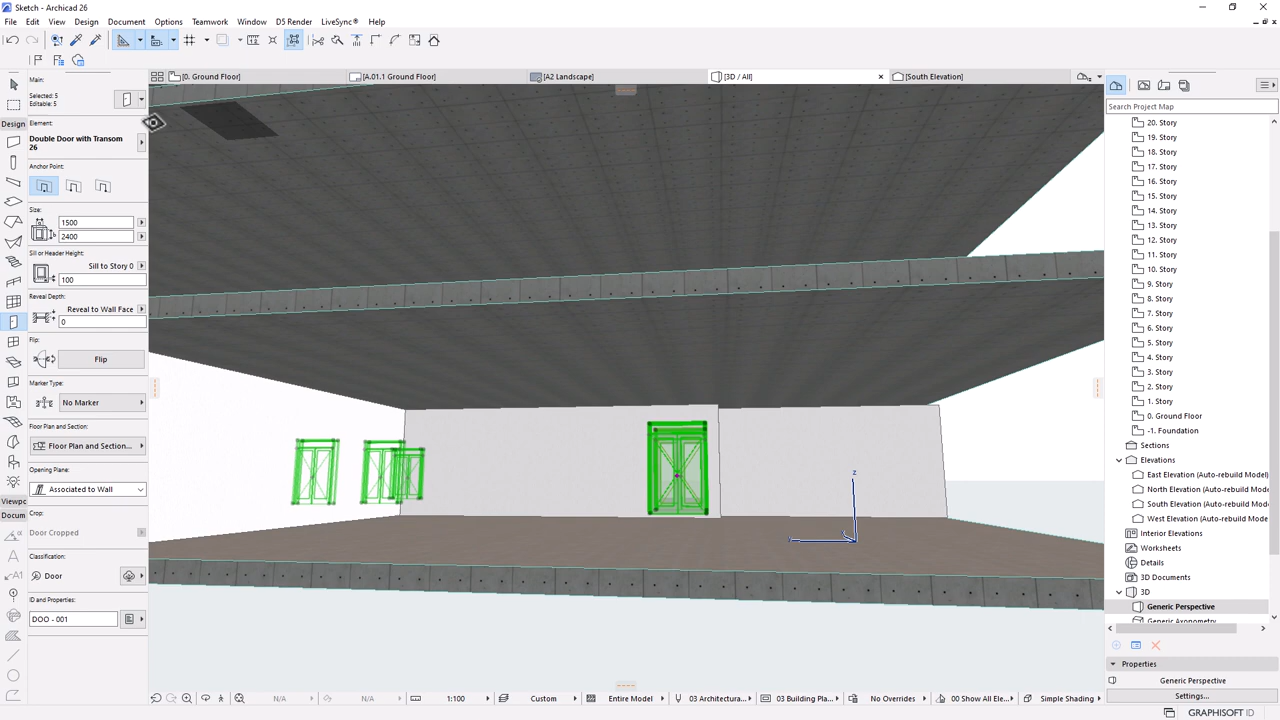 Sketch - Archicad 26
File Edit View Design Document Options Teamwork Window D5 Render LiveSync® Help
[0. Ground Floor] [A.01.1 Ground Floor] [A2 Landscape] [3D / All] [South Elevation]
Main:
Selected: 5
Editable: 5
Element:
Design
Double Door with Transom
26
Anchor Point:
Size:
1500
2400
Sill or Header Height:
Sill to Story 0
100
Reveal Depth:
Reveal to Wall Face
0
Flip:
Flip
Marker Type:
No Marker
Floor Plan and Section:
Floor Plan and Section...
Opening Plane:
Associated to Wall
Viewpc
Crop:
Docum
Door Cropped
Classification:
Door
ID and Properties:
DOO - 001
z
Search Project Map
20. Story
19. Story
18. Story
17. Story
16. Story
15. Story
14. Story
13. Story
12. Story
11. Story
10. Story
9. Story
8. Story
7. Story
6. Story
5. Story
4. Story
3. Story
2. Story
1. Story
0. Ground Floor
-1. Foundation
Sections
Elevations
East Elevation (Auto-rebuild Model)
North Elevation (Auto-rebuild Model)
South Elevation (Auto-rebuild Model)
West Elevation (Auto-rebuild Mode
Interior Elevations
Worksheets
Details
3D Documents
3D
Generic Perspective
Generic Axonometry
Properties
Generic Perspective
Settings...
N/A N/A 1:100 Custom Entire Model 03 Architectura... 03 Building Pla... No Overrides 00 Show All Ele... Simple Shading
GRAPHISOFT ID